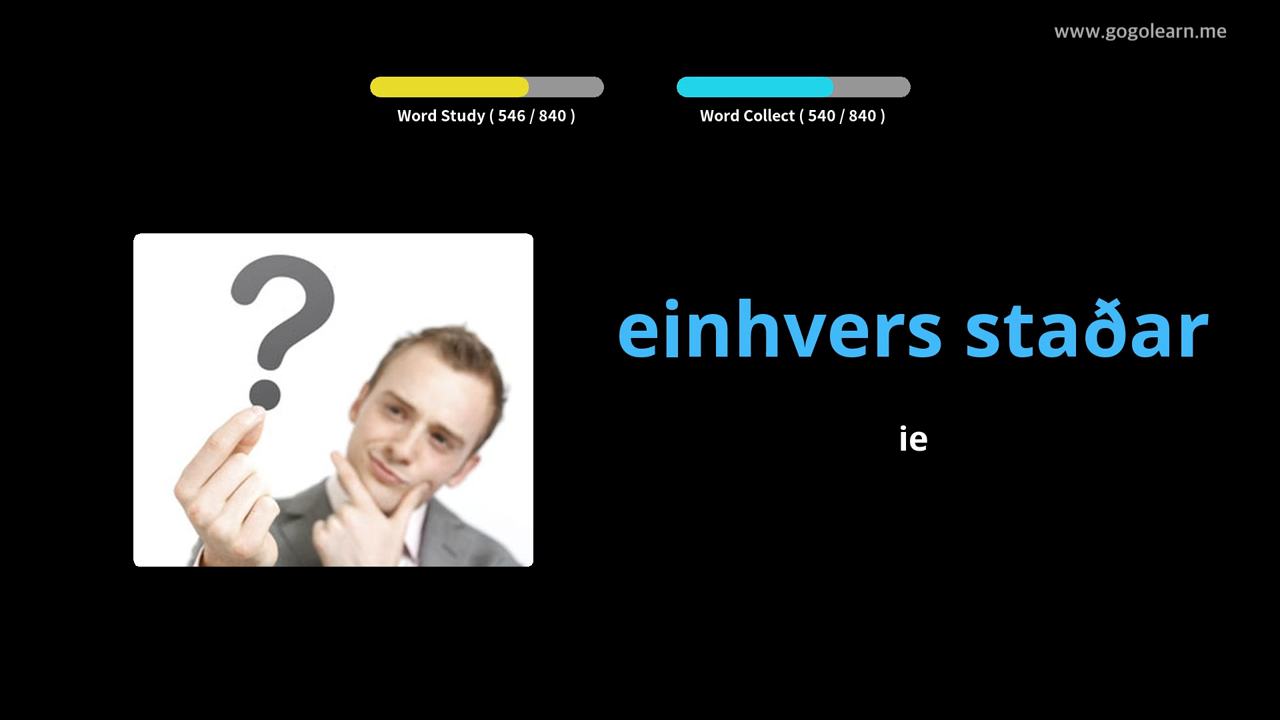 www.gogolearn.me
Word Study ( 546 / 840 )
Word Collect ( 540 / 840 )
?
einhvers staðar
ie